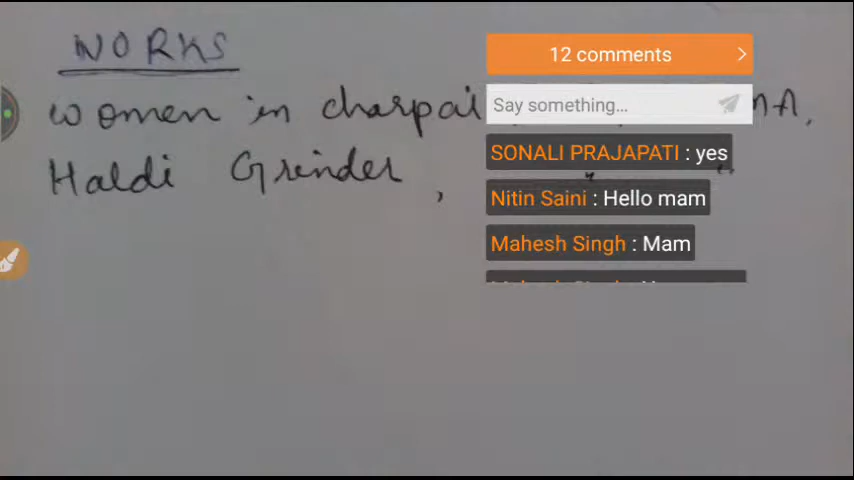 WORKS
12 comments
Say something...
women in charpai
SONALI PRAJAPATI : yes
Haldi Grinder,
Nitin Saini : Hello mam
Mahesh Singh : Mam